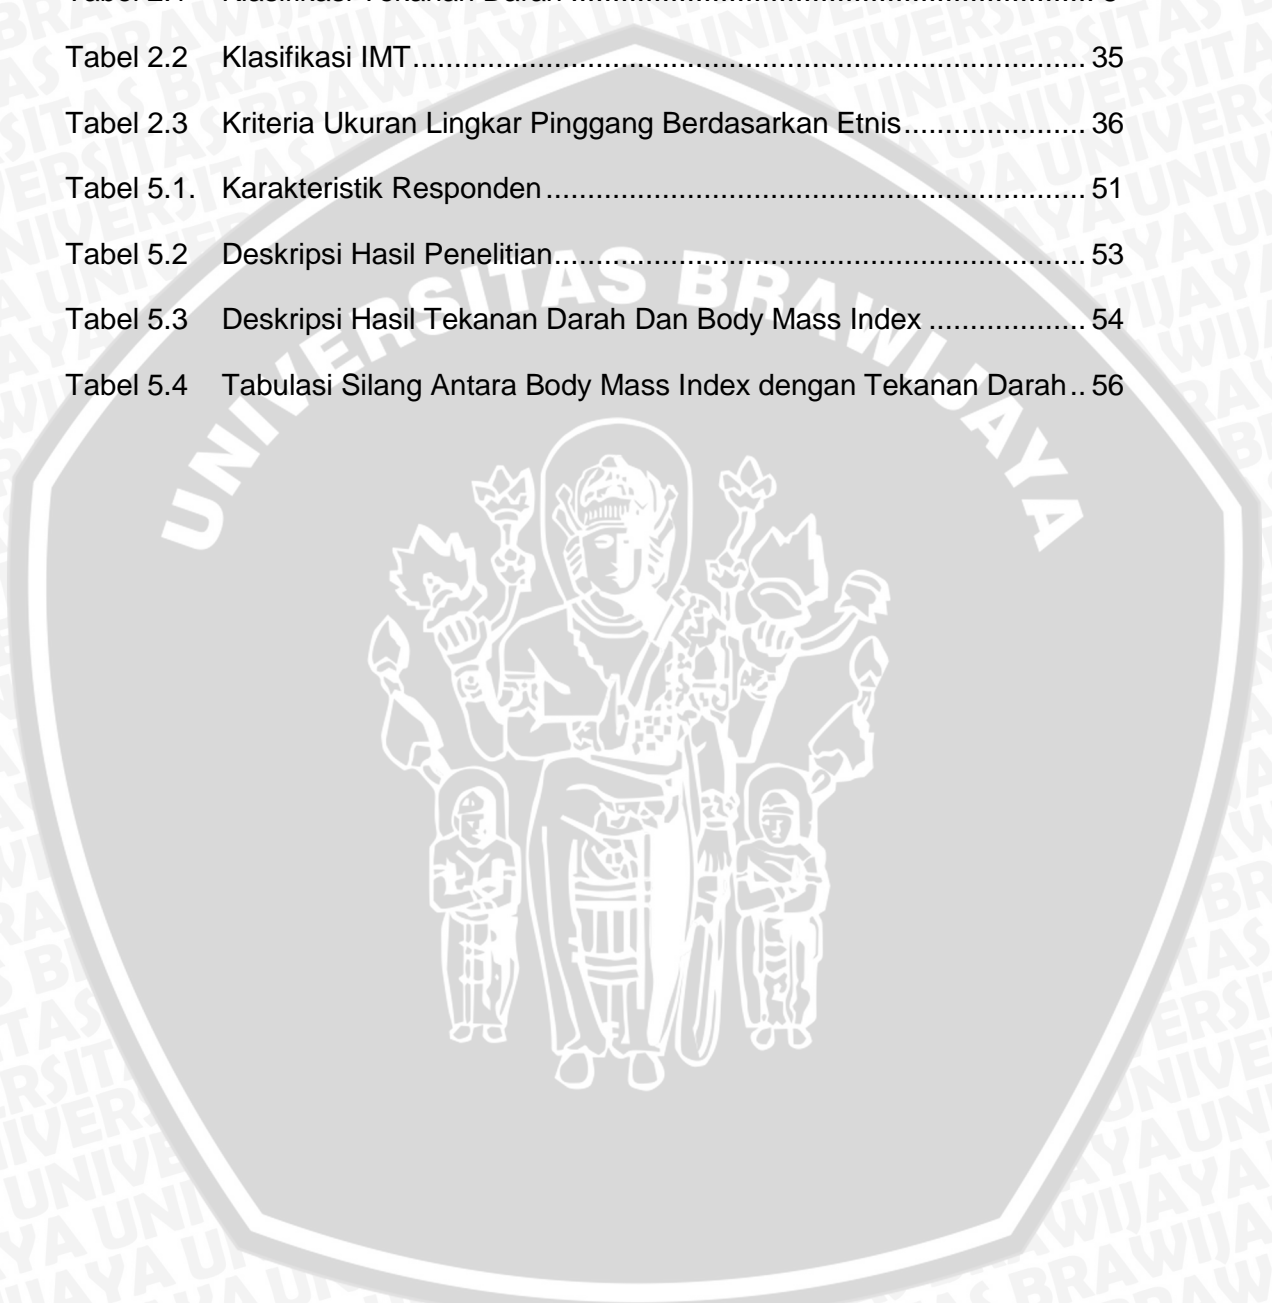 Tabel 2.2 Klasifikasi IMT................................................................................. 35
Tabel 2.3 Kriteria Ukuran Lingkar Pinggang Berdasarkan Etnis...................... 36
Tabel 5.1. Karakteristik Responden................................................................. 51
Tabel 5.2 Deskripsi Hasil Penelitian................................................................ 53
Tabel 5.3 Deskripsi Hasil Tekanan Darah Dan Body Mass Index ................... 54
Tabel 5.4 Tabulasi Silang Antara Body Mass Index dengan Tekanan Darah.. 56
UNIVERSITAS BRAWIJAYA